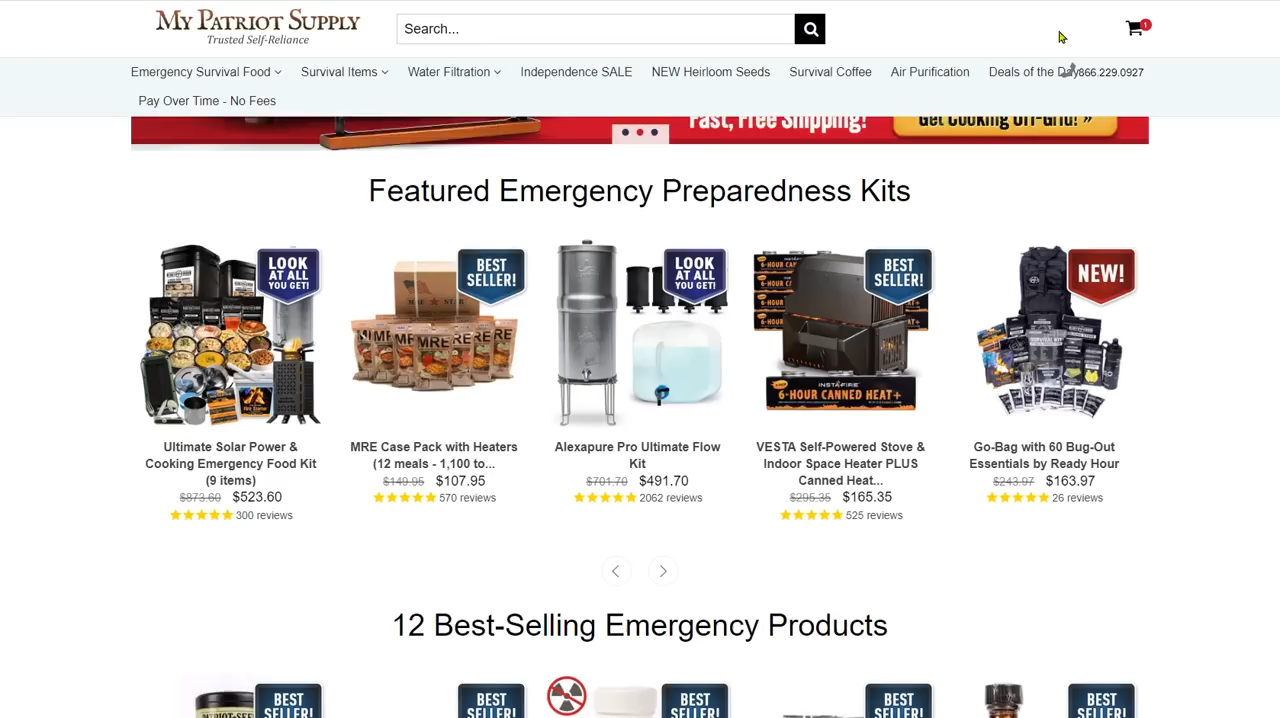 My Patriot Supply
Trusted Self-Reliance
Search...
1
Emergency Survival Food
Survival Items
Water Filtration
Independence SALE
NEW Heirloom Seeds
Survival Coffee
Air Purification
Deals of the Day
866.229.0927
Pay Over Time - No Fees
Fast, Free Shipping!
Get Cooking Off-Grid! »
Featured Emergency Preparedness Kits
LOOK
AT ALL
YOU GET!
BEST
SELLER!
MRE STAR
MRE
MRE
LOOK
AT ALL
YOU GET!
BEST
SELLER!
INSTAFIRE
6-HOUR CANNED HEAT+
NEW!
Ultimate Solar Power &
Cooking Emergency Food Kit
(9 items)
$873.60 $523.60
300 reviews
MRE Case Pack with Heaters
(12 meals - 1,100 to...
$149.95 $107.95
570 reviews
Alexapure Pro Ultimate Flow
Kit
$701.70 $491.70
2062 reviews
VESTA Self-Powered Stove &
Indoor Space Heater PLUS
Canned Heat...
$295.35 $165.35
525 reviews
Go-Bag with 60 Bug-Out
Essentials by Ready Hour
$243.97 $163.97
26 reviews
12 Best-Selling Emergency Products
BEST
SELLER!
BEST
SELLER!
BEST
SELLER!
BEST
SELLER!
BEST
SELLER!